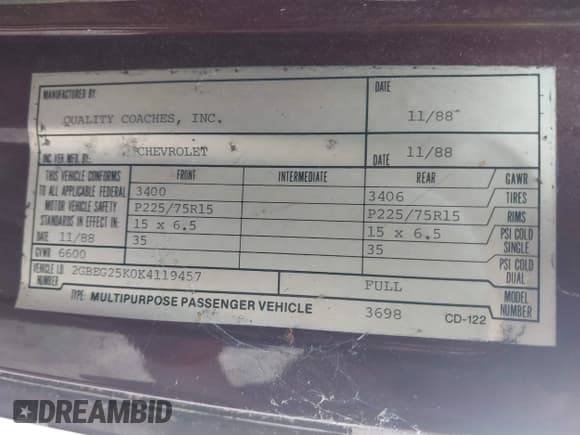 MANUFACTURED BY: DATE
QUALITY COACHES, INC. 11/88
INC VEH MFG. BY: CHEVROLET DATE 11/88
THIS VEHICLE CONFORMS FRONT INTERMEDIATE REAR GAWR
TO ALL APPLICABLE FEDERAL 3400 3406 TIRES
MOTOR VEHICLE SAFETY P225/75R15 P225/75R15 RIMS
STANDARDS IN EFFECT IN: 15 x 6.5 15 x 6.5 PSI COLD SINGLE
DATE 11/88 35 35 PSI COLD DUAL
GVWR 6600
VEHICLE I.D. NUMBER 2GBEG25K0K4119457 FULL MODEL NUMBER
TYPE: MULTIPURPOSE PASSENGER VEHICLE 3698 CD-122
DREAMBID